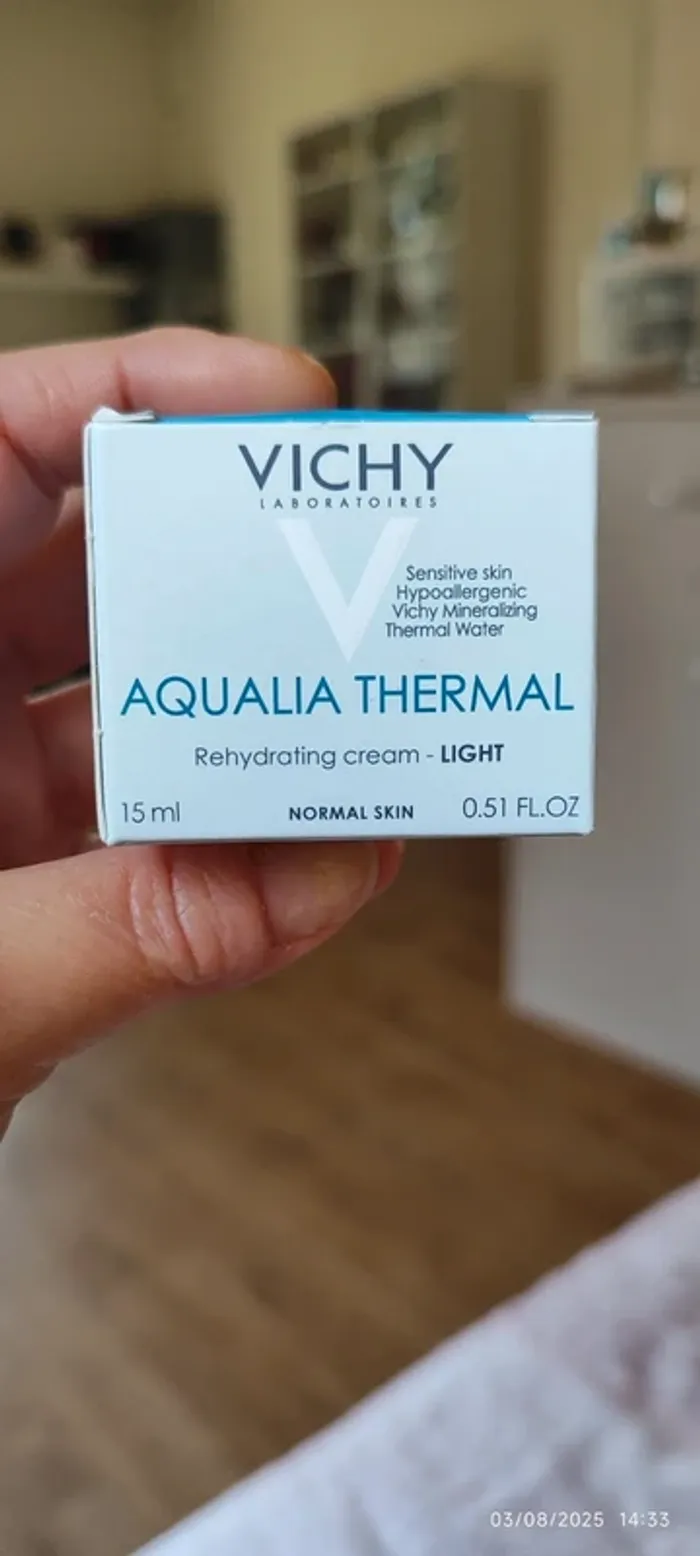 VICHY
LABORATOIRES
V
Sensitive skin
Hypoallergenic
Vichy Mineralizing
Thermal Water
AQUALIA THERMAL
Rehydrating cream - LIGHT
15 ml NORMAL SKIN 0.51 FL.OZ
03/08/2025 14:33